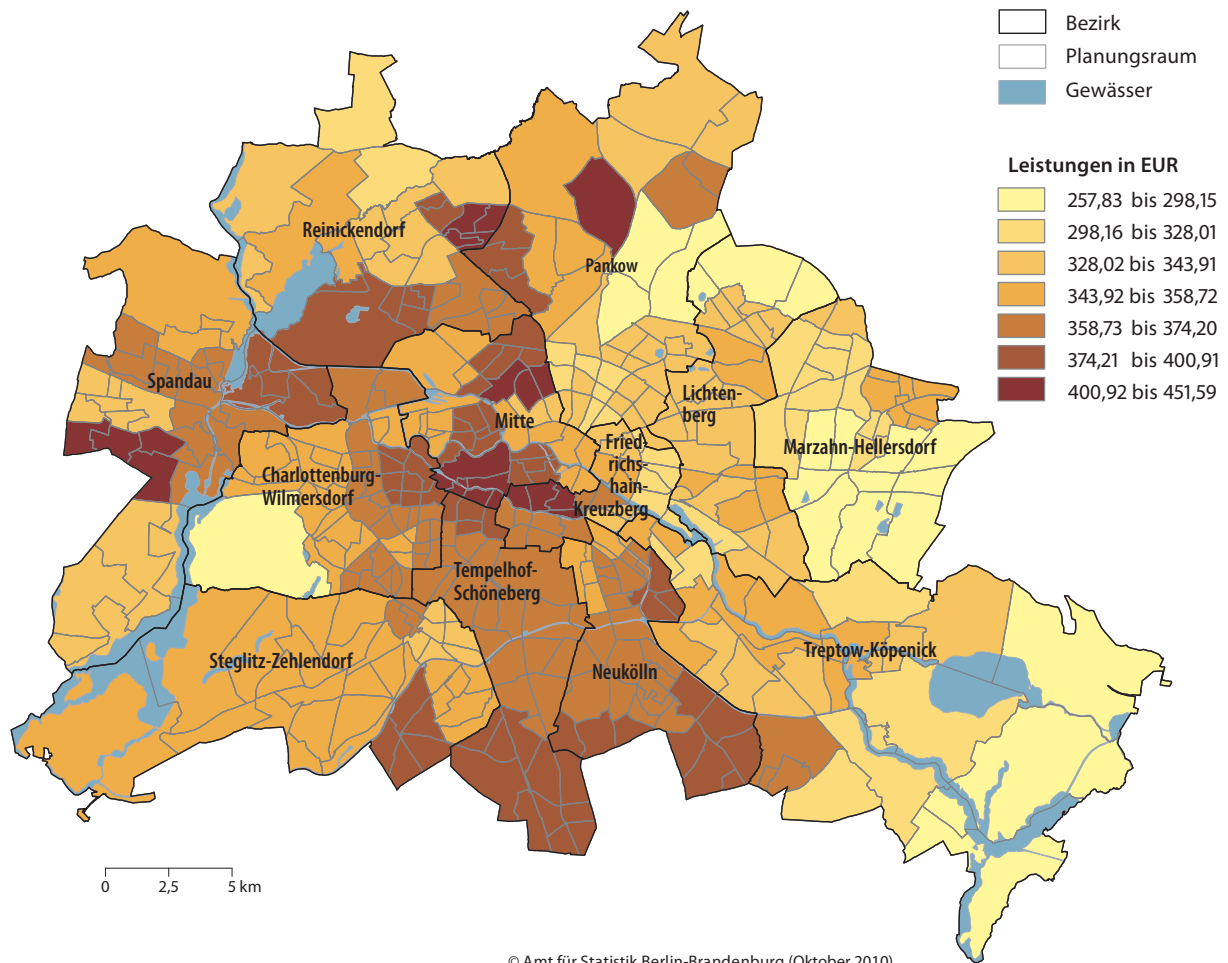 Bezirk
Planungsraum
Gewässer
Leistungen in EUR
257,83 bis 298,15
298,16 bis 328,01
328,02 bis 343,91
343,92 bis 358,72
358,73 bis 374,20
374,21 bis 400,91
400,92 bis 451,59
Reinickendorf
Pankow
Spandau
Mitte
Lichten-
berg
Fried-
richs-
hain-
Kreuzberg
Marzahn-Hellersdorf
Charlottenburg-
Wilmersdorf
Tempelhof-
Schöneberg
Steglitz-Zehlendorf
Neukölln
Treptow-Köpenick
0 2,5 5 km
© Amt für Statistik Berlin-Brandenburg (Oktober 2010)